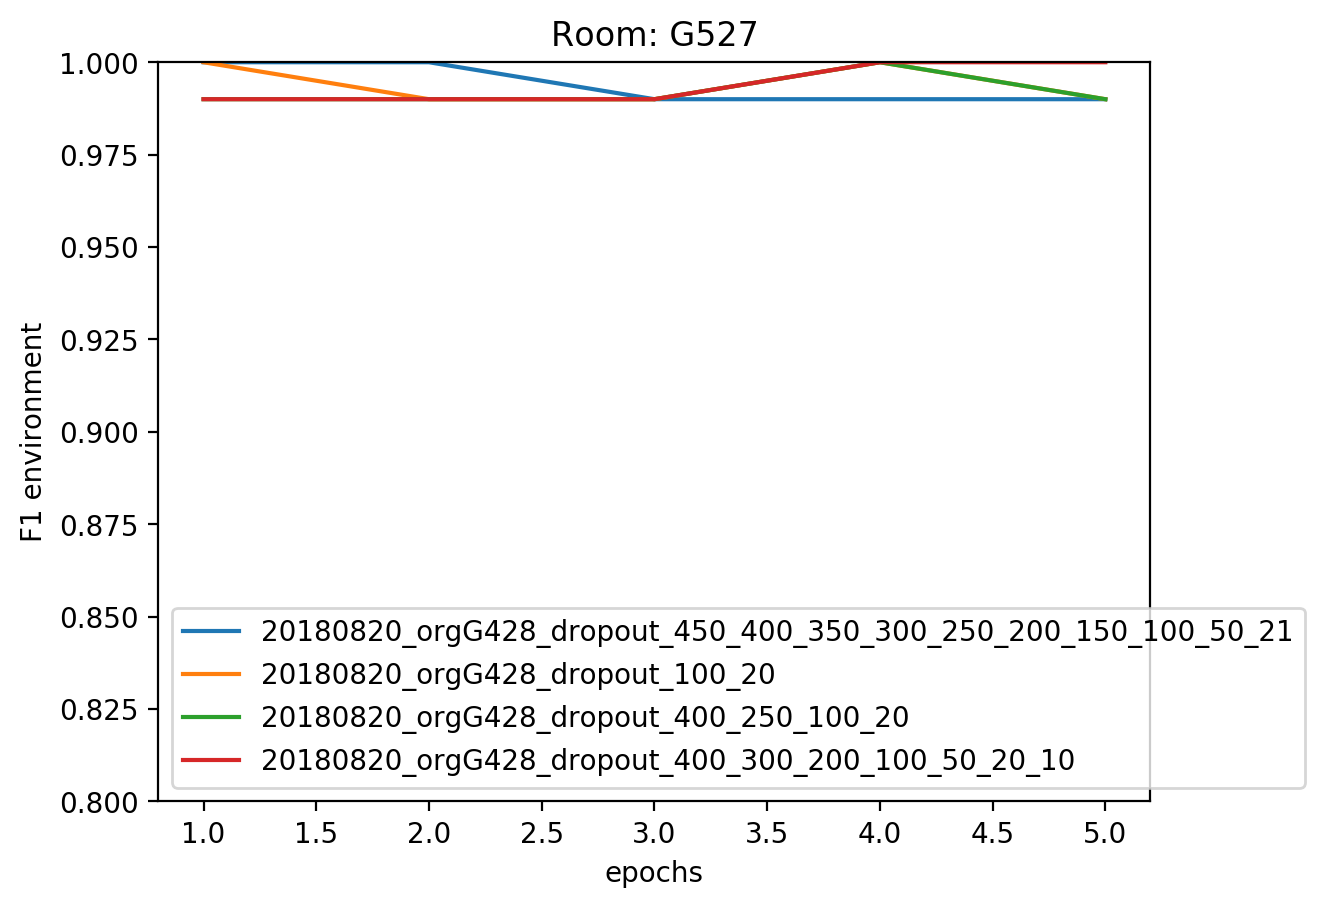 Room: G527
1.000
0.975
0.950
0.925
0.900
0.875
0.850
0.825
0.800
F1 environment
20180820_orgG428_dropout_450_400_350_300_250_200_150_100_50_21
20180820_orgG428_dropout_100_20
20180820_orgG428_dropout_400_250_100_20
20180820_orgG428_dropout_400_300_200_100_50_20_10
1.0 1.5 2.0 2.5 3.0 3.5 4.0 4.5 5.0
epochs